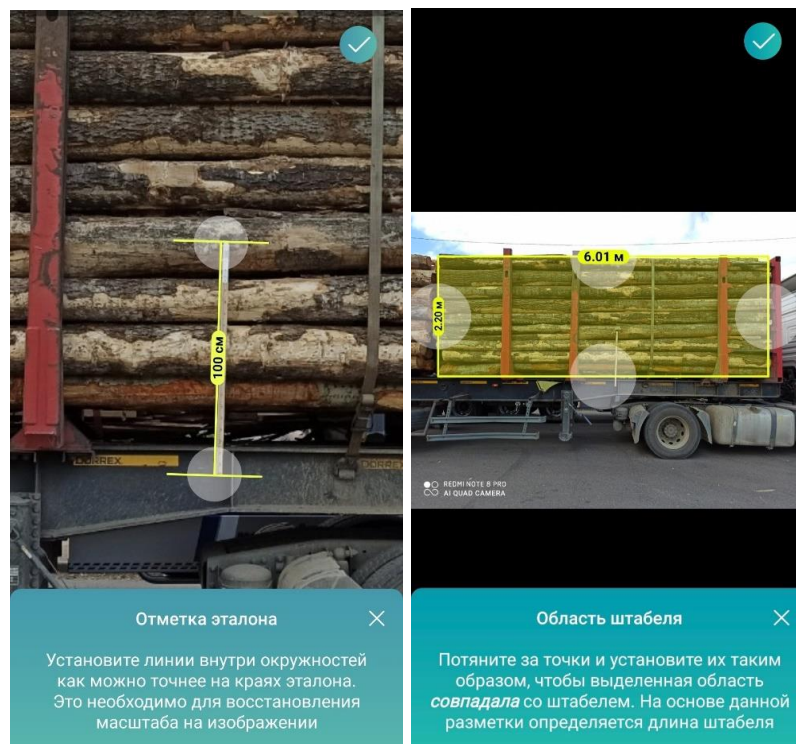 100 см
DORREX
DORREX
Отметка эталона
Установите линии внутри окружностей
как можно точнее на краях эталона.
Это необходимо для восстановления
масштаба на изображении
6.01 м
2.20 м
REDMI NOTE 8 PRO
AI QUAD CAMERA
Область штабеля
Потяните за точки и установите их таким
образом, чтобы выделенная область
совпадала со штабелем. На основе данной
разметки определяется длина штабеля